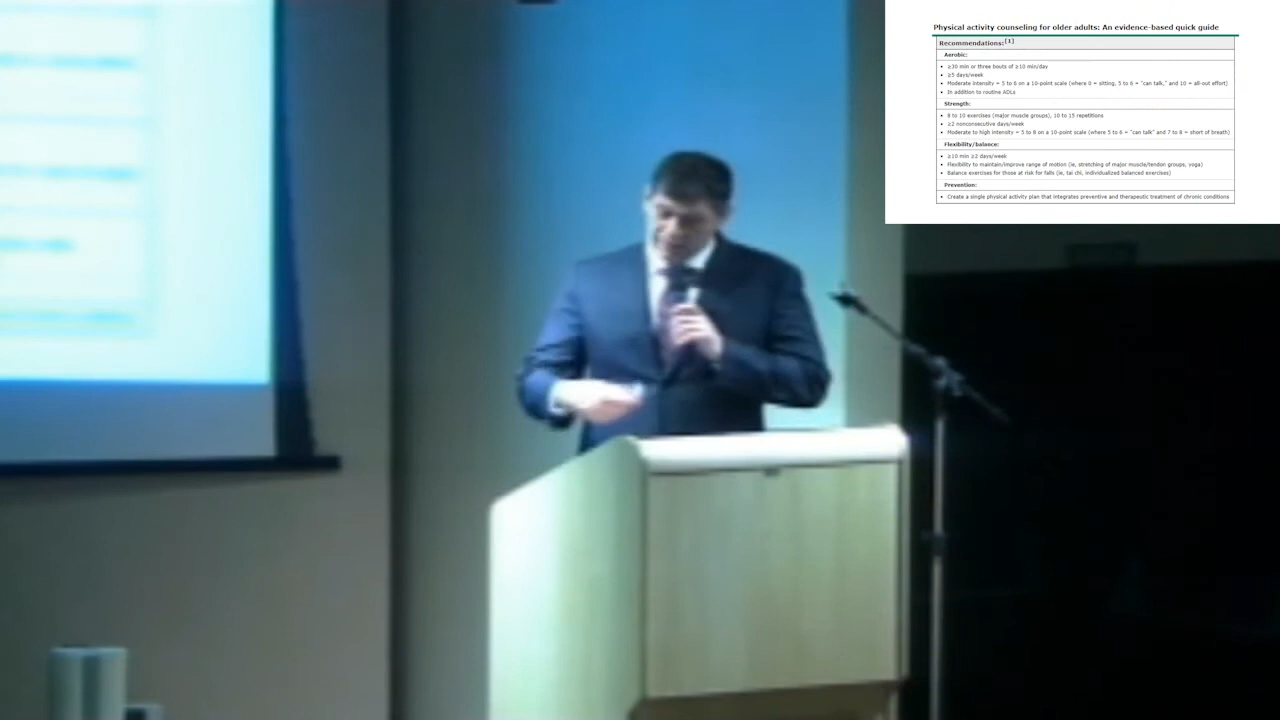 Physical activity counseling for older adults: An evidence-based quick guide
Recommendations:[1]
Aerobic:
• ≥30 min or three bouts of ≥10 min/day
• ≥5 days/week
• Moderate intensity = 5 to 6 on a 10-point scale (where 0 = sitting, 5 to 6 = "can talk," and 10 = all-out effort)
• In addition to routine ADLs
Strength:
• 8 to 10 exercises (major muscle groups), 10 to 15 repetitions
• ≥2 nonconsecutive days/week
• Moderate to high intensity = 5 to 8 on a 10-point scale (where 5 to 6 = "can talk" and 7 to 8 = short of breath)
Flexibility/balance:
• ≥10 min ≥2 days/week
• Flexibility to maintain/improve range of motion (ie, stretching of major muscle/tendon groups, yoga)
• Balance exercises for those at risk for falls (ie, tai chi, individualized balanced exercises)
Prevention:
• Create a single physical activity plan that integrates preventive and therapeutic treatment of chronic conditions